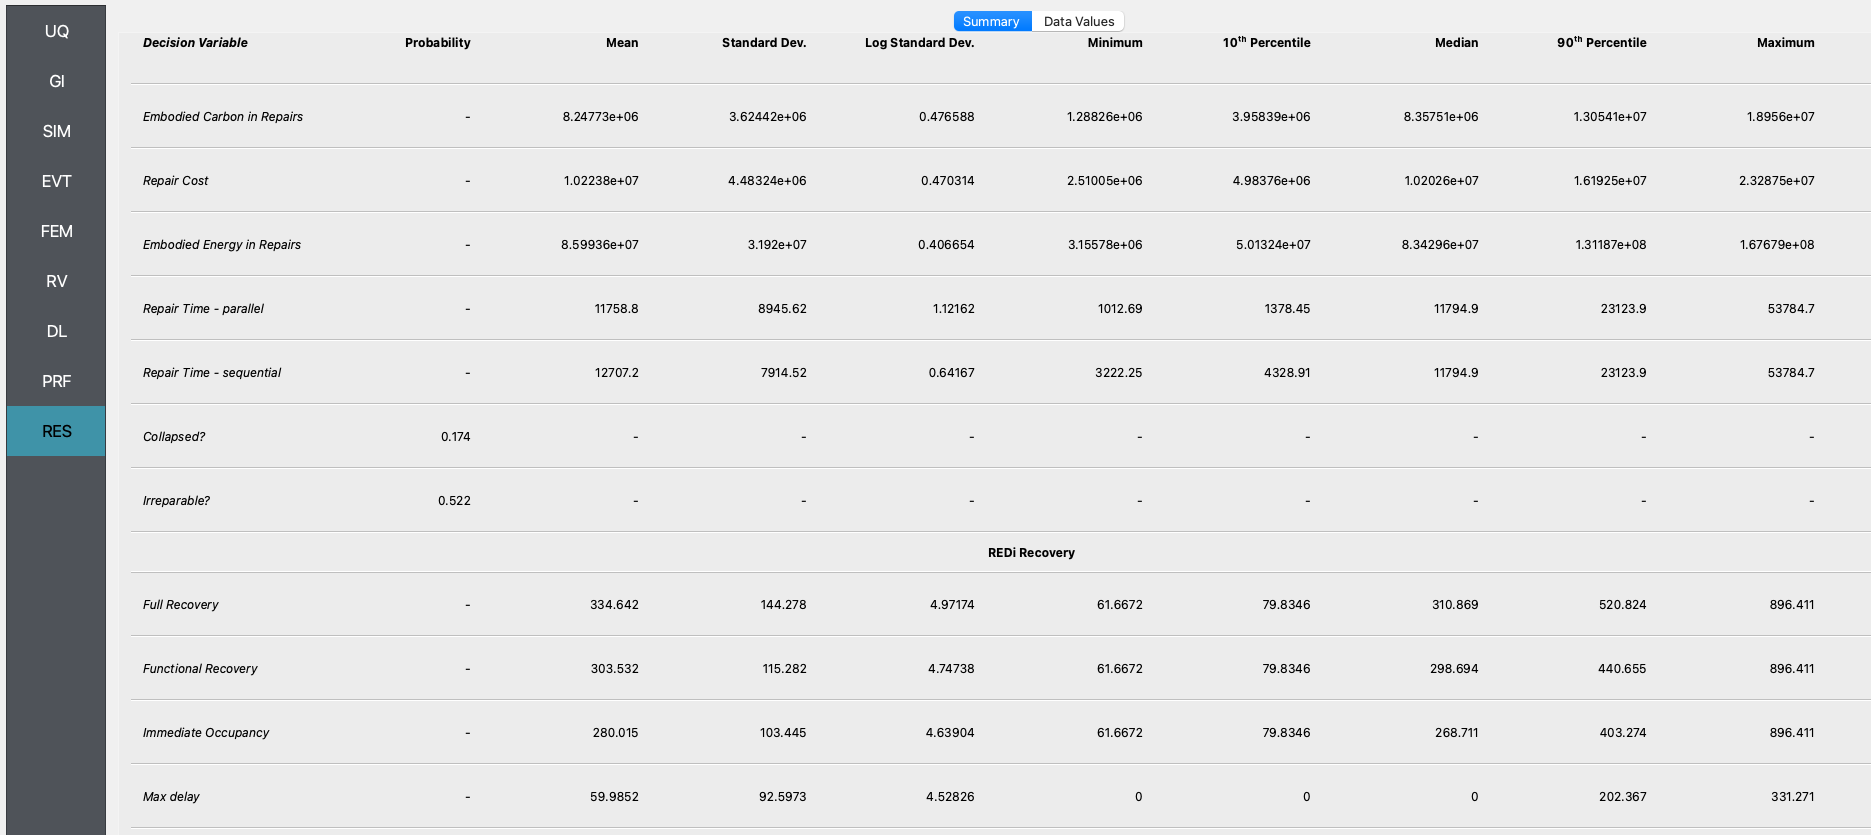 Summary Data Values
UQ
GI
SIM
EVT
FEM
RV
DL
PRF
RES
Decision Variable Probability Mean Standard Dev. Log Standard Dev. Minimum 10th Percentile Median 90th Percentile Maximum
Embodied Carbon in Repairs - 8.24773e+06 3.62442e+06 0.476588 1.28826e+06 3.95839e+06 8.35751e+06 1.30541e+07 1.8956e+07
Repair Cost - 1.02238e+07 4.48324e+06 0.470314 2.51005e+06 4.98376e+06 1.02026e+07 1.61925e+07 2.32875e+07
Embodied Energy in Repairs - 8.59936e+07 3.192e+07 0.406654 3.15578e+06 5.01324e+07 8.34296e+07 1.31187e+08 1.67679e+08
Repair Time - parallel - 11758.8 8945.62 1.12162 1012.69 1378.45 11794.9 23123.9 53784.7
Repair Time - sequential - 12707.2 7914.52 0.64167 3222.25 4328.91 11794.9 23123.9 53784.7
Collapsed? 0.174 - - - - - - - -
Irreparable? 0.522 - - - - - - - -
REDi Recovery
Full Recovery - 334.642 144.278 4.97174 61.6672 79.8346 310.869 520.824 896.411
Functional Recovery - 303.532 115.282 4.74738 61.6672 79.8346 298.694 440.655 896.411
Immediate Occupancy - 280.015 103.445 4.63904 61.6672 79.8346 268.711 403.274 896.411
Max delay - 59.9852 92.5973 4.52826 0 0 0 202.367 331.271